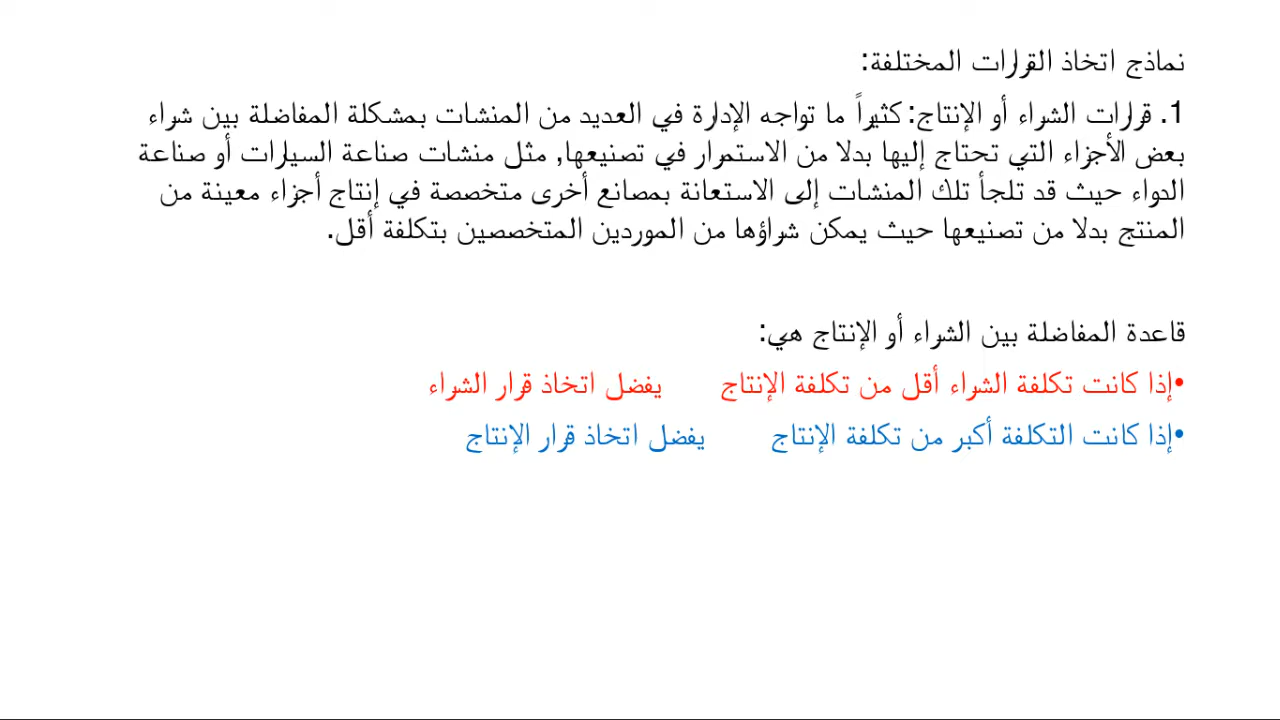 نماذج اتخاذ القرارات المختلفة:
1. قرارات الشراء أو الإنتاج: كثيراً ما تواجه الإدارة في العديد من المنشات بمشكلة المفاضلة بين شراء
بعض الأجزاء التي تحتاج إليها بدلا من الاستمرار في تصنيعها, مثل منشات صناعة السيارات أو صناعة
الدواء حيث قد تلجأ تلك المنشات إلى الاستعانة بمصانع أخرى متخصصة في إنتاج أجزاء معينة من
المنتج بدلا من تصنيعها حيث يمكن شراؤها من الموردين المتخصصين بتكلفة أقل.
قاعدة المفاضلة بين الشراء أو الإنتاج هي:
•إذا كانت تكلفة الشراء أقل من تكلفة الإنتاج يفضل اتخاذ قرار الشراء
•إذا كانت التكلفة أكبر من تكلفة الإنتاج يفضل اتخاذ قرار الإنتاج